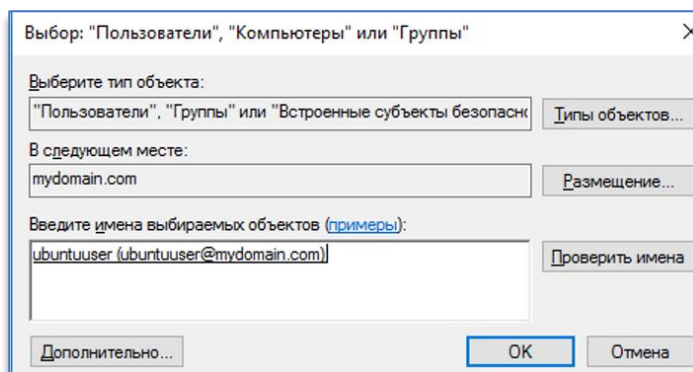 Выбор: "Пользователи", "Компьютеры" или "Группы"
Выберите тип объекта:
"Пользователи", "Группы" или "Встроенные субъекты безопасно
Типы объектов...
В следующем месте:
mydomain.com
Размещение...
Введите имена выбираемых объектов (примеры):
ubuntuuser (ubuntuuser@mydomain.com)
Проверить имена
Дополнительно...
OK
Отмена